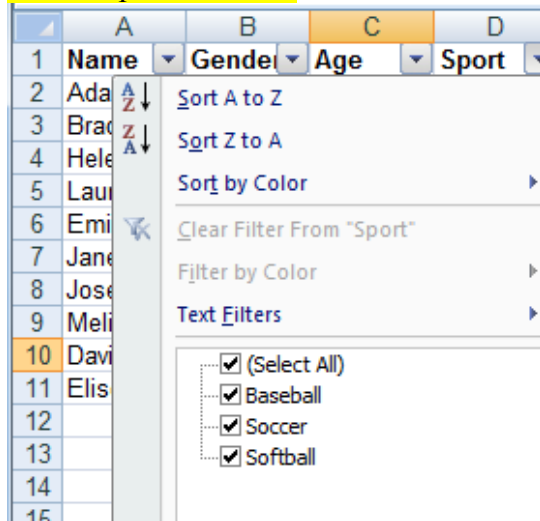 A B C D
1 Name Gender Age Sport
2 Ada
3 Brad
4 Hele
5 Laur
6 Emi
7 Jane
8 Jose
9 Meli
10 Davi
11 Elis
12
13
14
15
Sort A to Z
Sort Z to A
Sort by Color
Clear Filter From "Sport"
Filter by Color
Text Filters
(Select All)
Baseball
Soccer
Softball